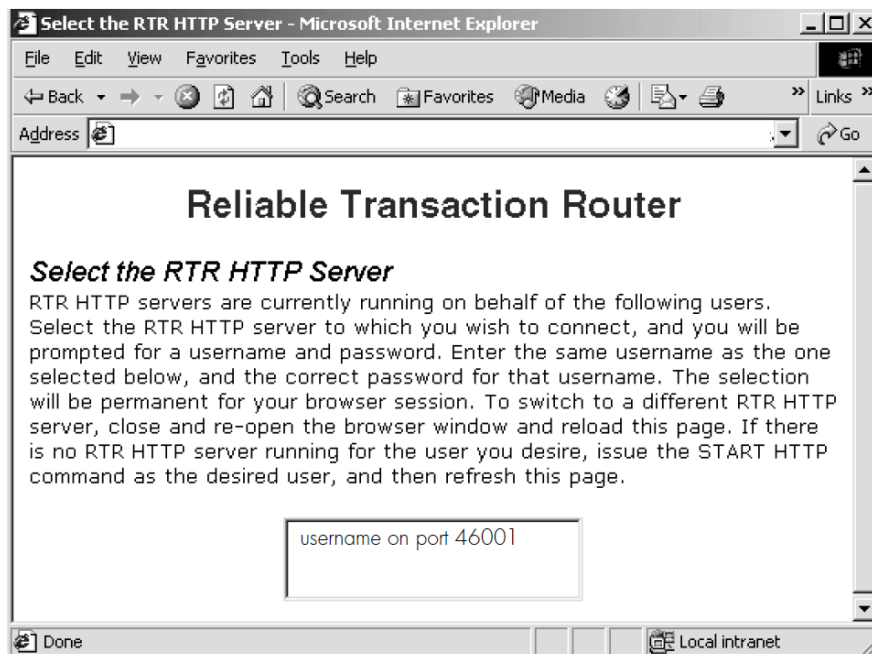 Select the RTR HTTP Server - Microsoft Internet Explorer
File Edit View Favorites Tools Help
Back Search Favorites Media » Links »
Address Go
Reliable Transaction Router
Select the RTR HTTP Server
RTR HTTP servers are currently running on behalf of the following users.
Select the RTR HTTP server to which you wish to connect, and you will be
prompted for a username and password. Enter the same username as the one
selected below, and the correct password for that username. The selection
will be permanent for your browser session. To switch to a different RTR HTTP
server, close and re-open the browser window and reload this page. If there
is no RTR HTTP server running for the user you desire, issue the START HTTP
command as the desired user, and then refresh this page.
username on port 46001
Done Local intranet